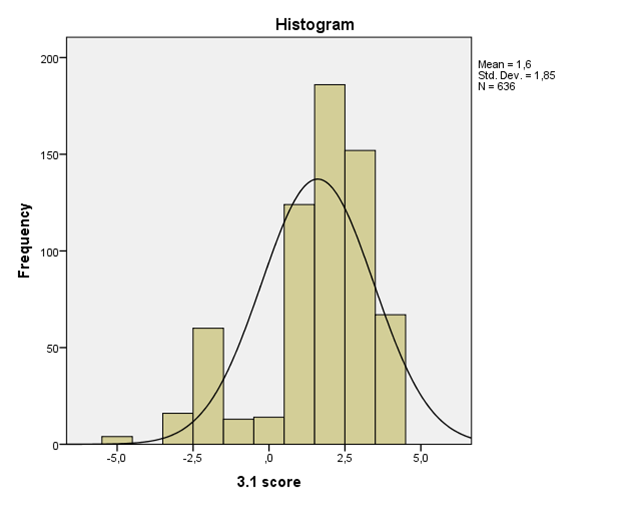 Histogram
Mean = 1,6
Std. Dev. = 1,85
N = 636
Frequency
200
150
100
50
0
-5,0 -2,5 ,0 2,5 5,0
3.1 score